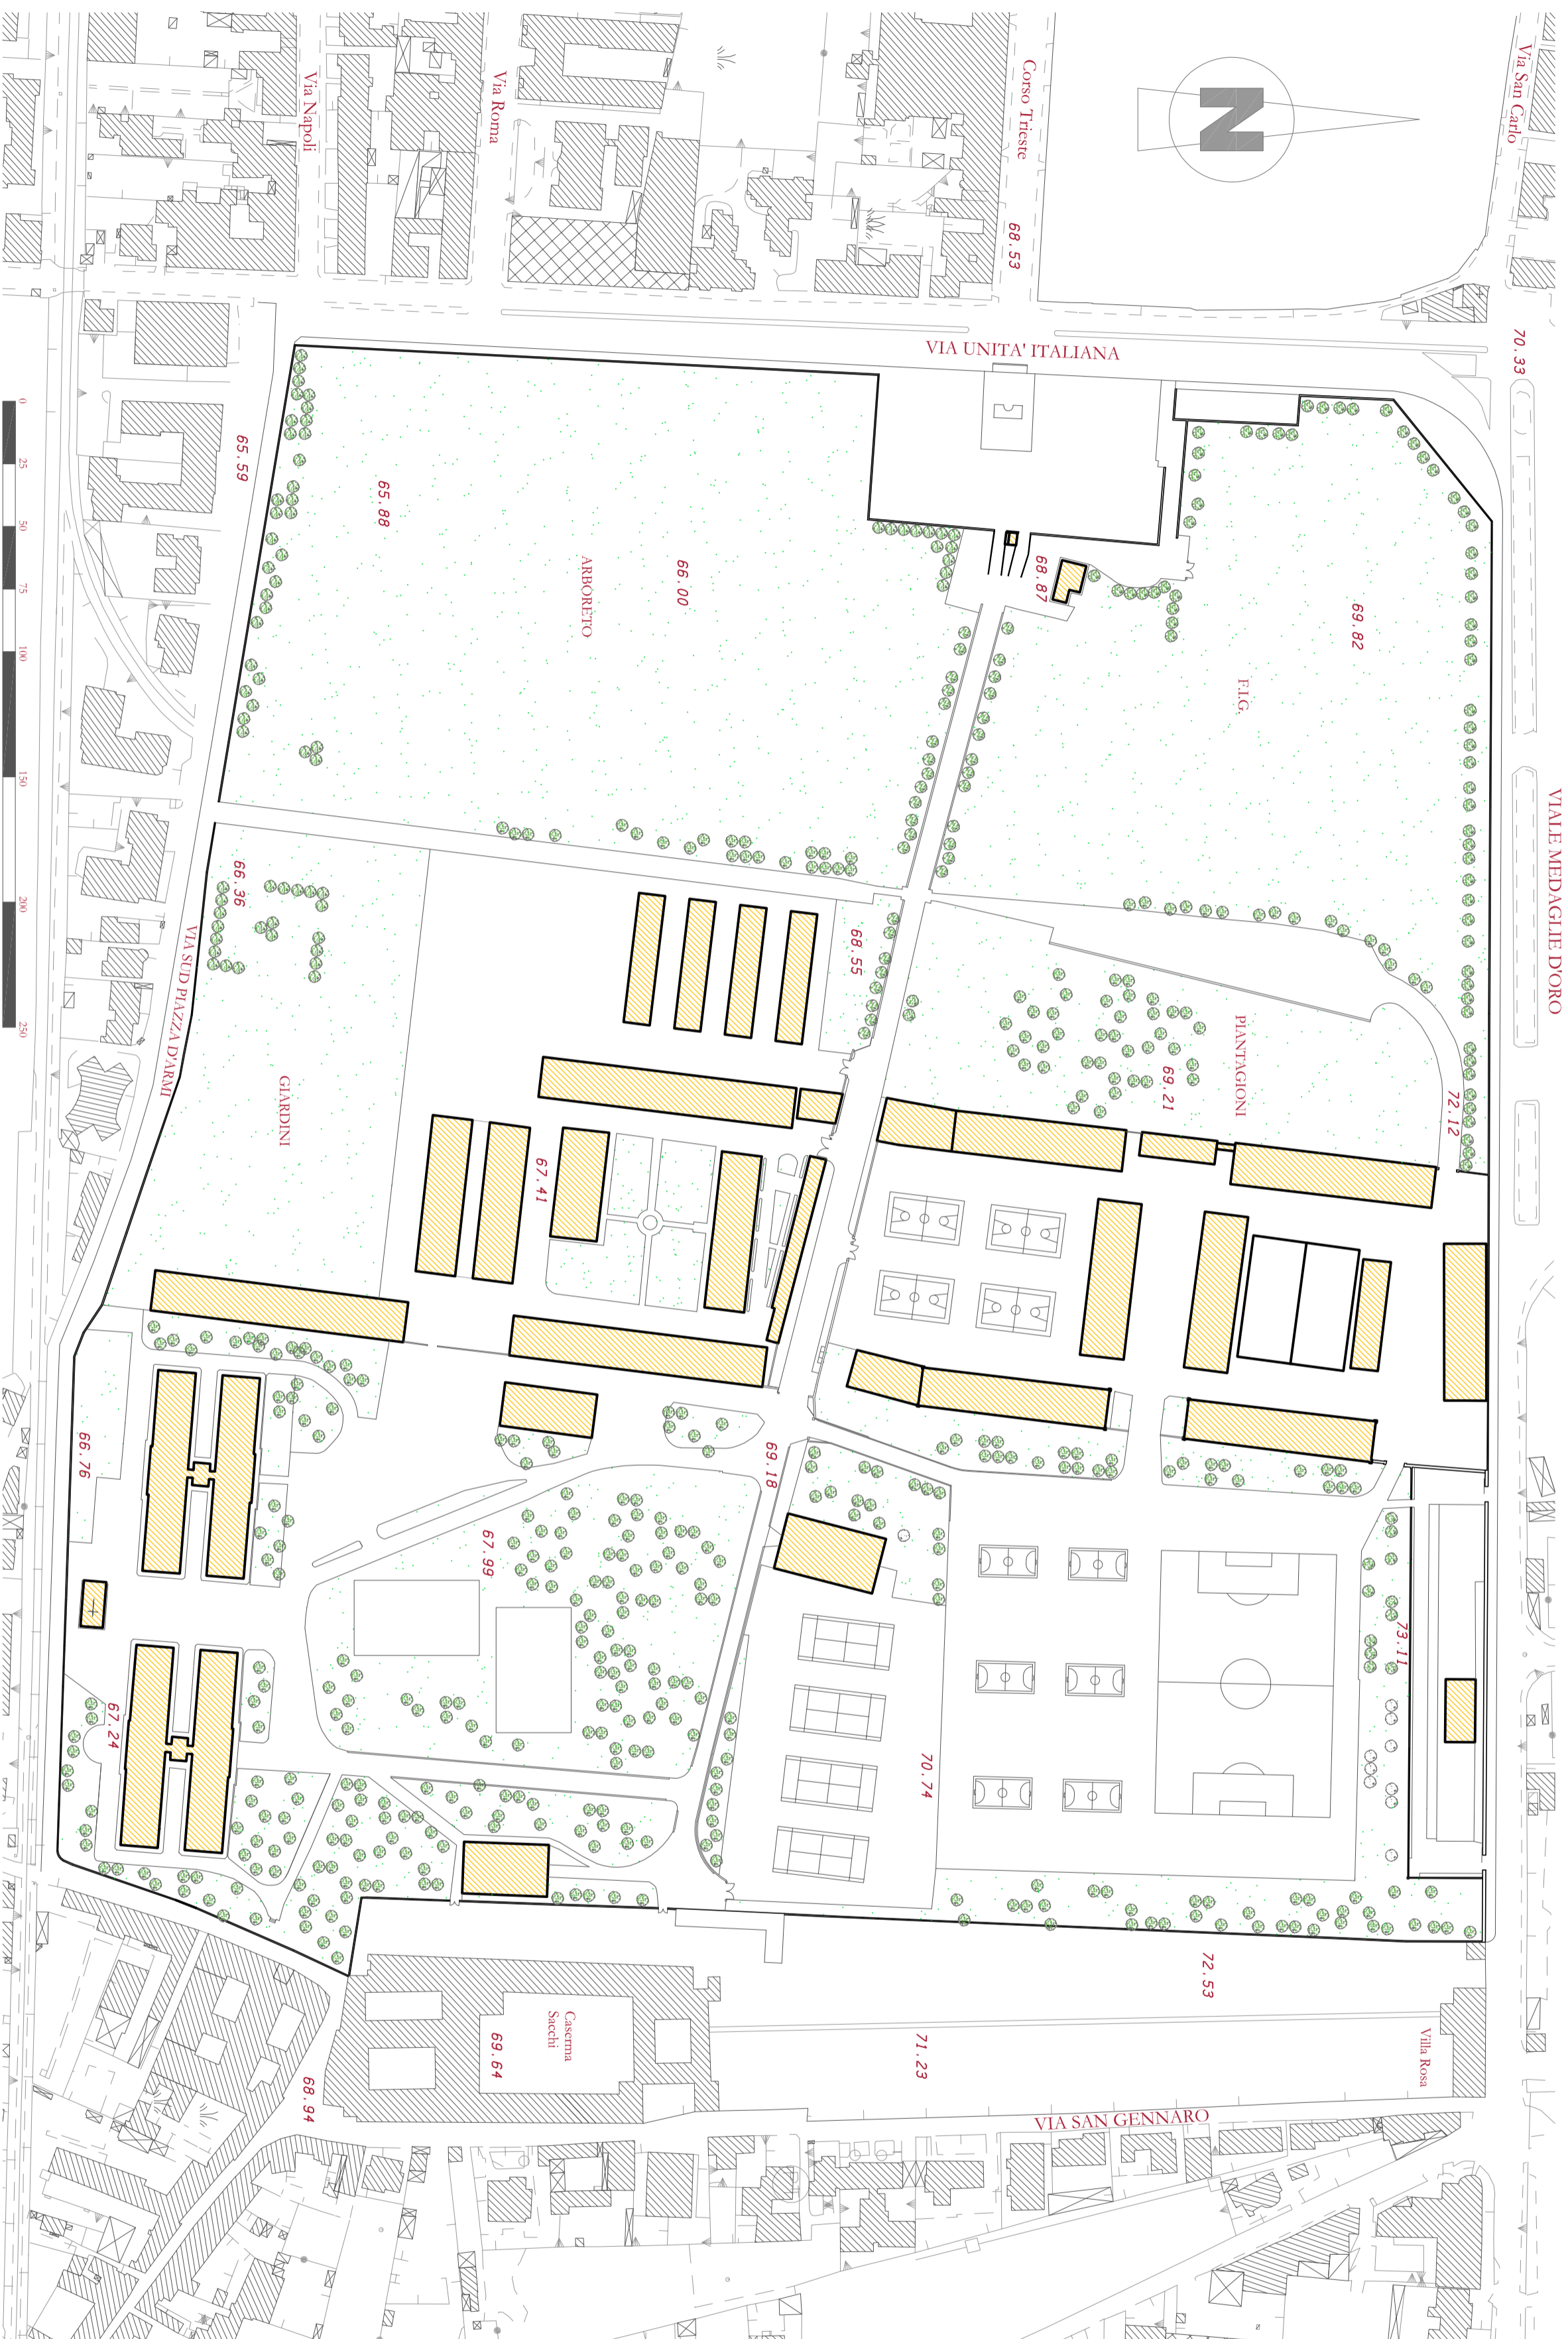 Via San Carlo
Corso Trieste
Via Roma
Via Napoli
N
68.53
70.33
VIA UNITA' ITALIANA
VIALE MEDAGLIE D'ORO
65.59
65.88
66.00
ARBORETO
68.87
69.82
F.I.G.
66.36
68.55
VIA SUD PIAZZA D'ARMI
GIARDINI
67.41
PIANTAGIONI
69.21
72.12
66.76
67.99
69.18
73.11
67.24
70.74
72.53
Caserma
Sacchi
69.64
71.23
Villa Rosa
68.94
VIA SAN GENNARO
0
25
50
75
100
150
200
250